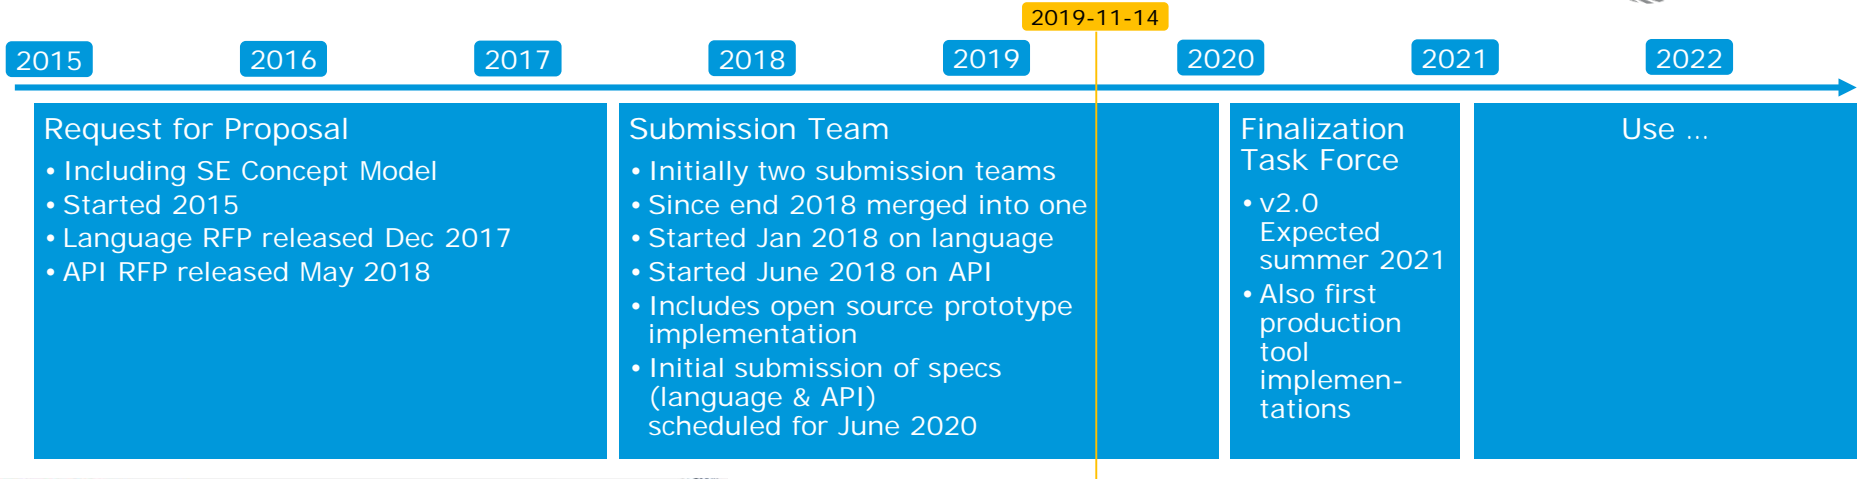 2019-11-14
2015
2016
2017
2018
2019
2020
2021
2022
Request for Proposal
• Including SE Concept Model
• Started 2015
• Language RFP released Dec 2017
• API RFP released May 2018
Submission Team
• Initially two submission teams
• Since end 2018 merged into one
• Started Jan 2018 on language
• Started June 2018 on API
• Includes open source prototype
implementation
• Initial submission of specs
(language & API)
scheduled for June 2020
Finalization
Task Force
• v2.0
Expected
summer 2021
• Also first
production
tool
implemen-
tations
Use ...